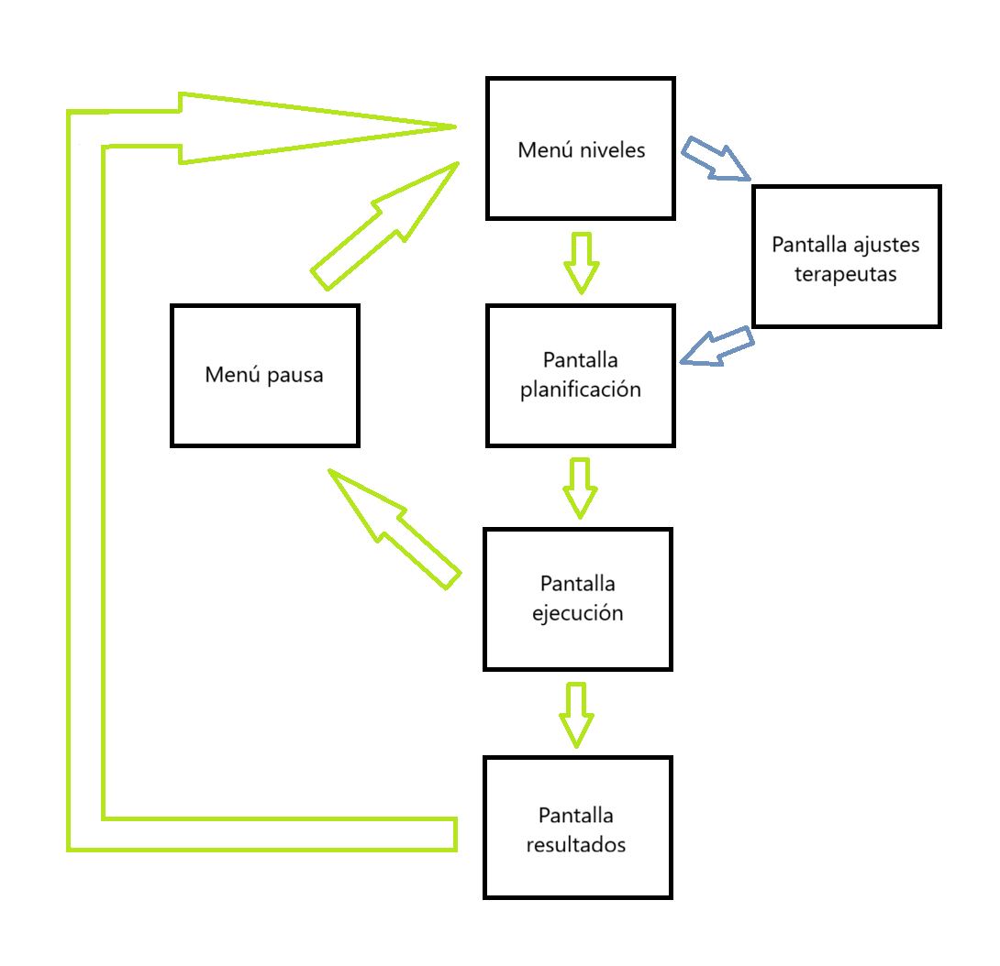 Menú niveles
Pantalla ajustes
terapeutas
Menú pausa
Pantalla
planificación
Pantalla
ejecución
Pantalla
resultados